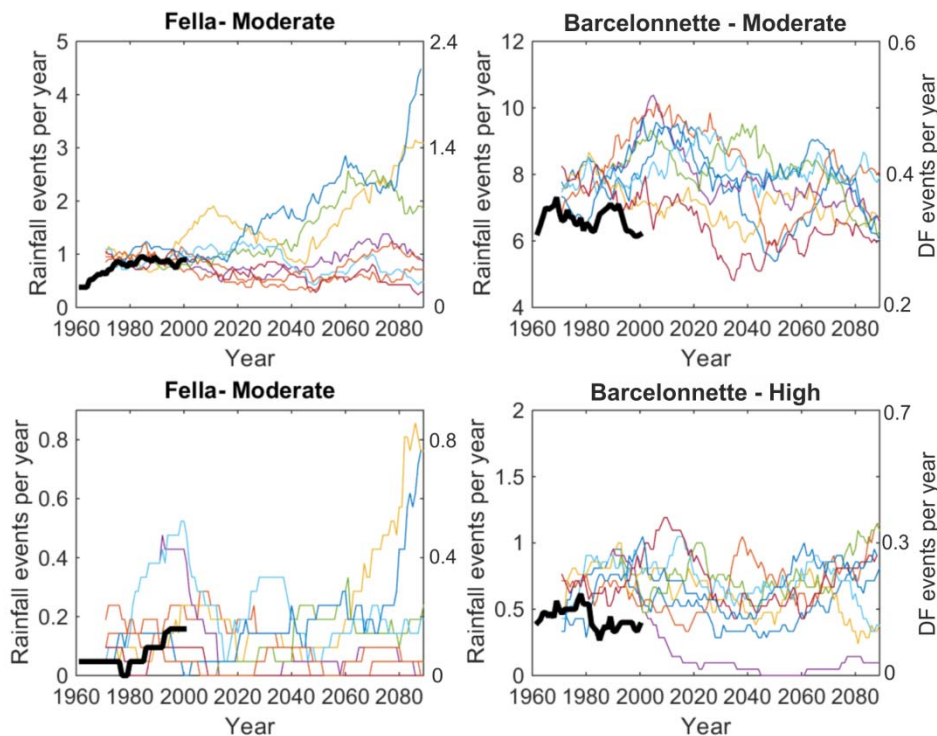 Fella- Moderate
Rainfall events per year
5
4
3
2
1
0
2.4
1.4
0
1960 1980 2000 2020 2040 2060 2080
Year
Barcelonnette - Moderate
Rainfall events per year
12
10
8
6
4
0.6
0.4
0.2
DF events per year
1960 1980 2000 2020 2040 2060 2080
Year
Fella- Moderate
Rainfall events per year
0.8
0.6
0.4
0.2
0
0.8
0.4
0
1960 1980 2000 2020 2040 2060 2080
Year
Barcelonnette - High
Rainfall events per year
2
1.5
1
0.5
0
0.7
0.3
0
DF events per year
1960 1980 2000 2020 2040 2060 2080
Year